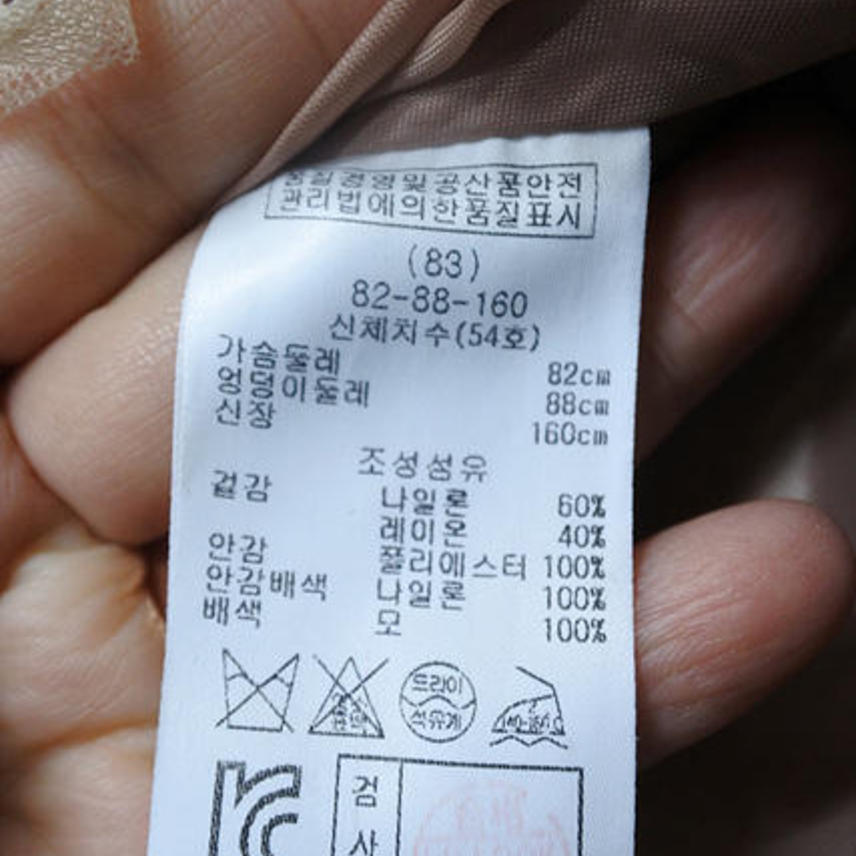 품질경영및공산품안전
관리법에의한품질표시
(83)
82-88-160
신체치수(54호)
가슴둘레 82cm
엉덩이둘레 88cm
신장 160cm
조성섬유
겉감 나일론 60%
레이온 40%
안감 폴리에스터 100%
안감배색 나일론 100%
배색 모 100%
드라이
석유계
검
사